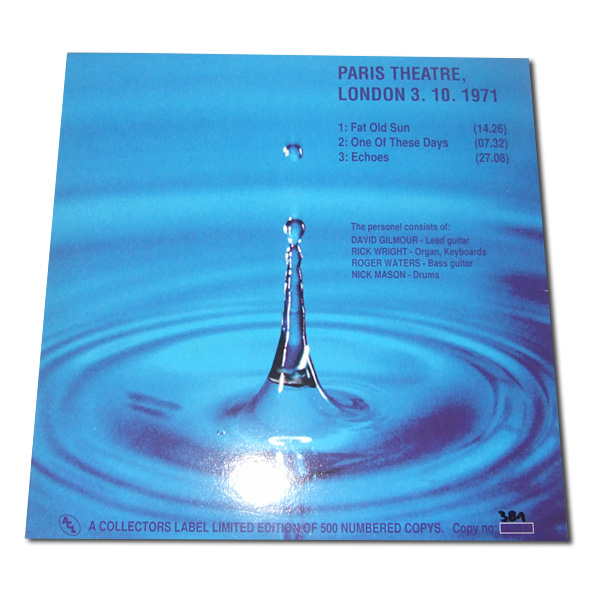 PARIS THEATRE,
LONDON 3. 10. 1971
1: Fat Old Sun (14.26)
2: One Of These Days (07.32)
3: Echoes (27.08)
The personel consists of:
DAVID GILMOUR - Lead guitar
RICK WRIGHT - Organ, Keyboards
ROGER WATERS - Bass guitar
NICK MASON - Drums
A COLLECTORS LABEL LIMITED EDITION OF 500 NUMBERED COPYS. Copy no: 381